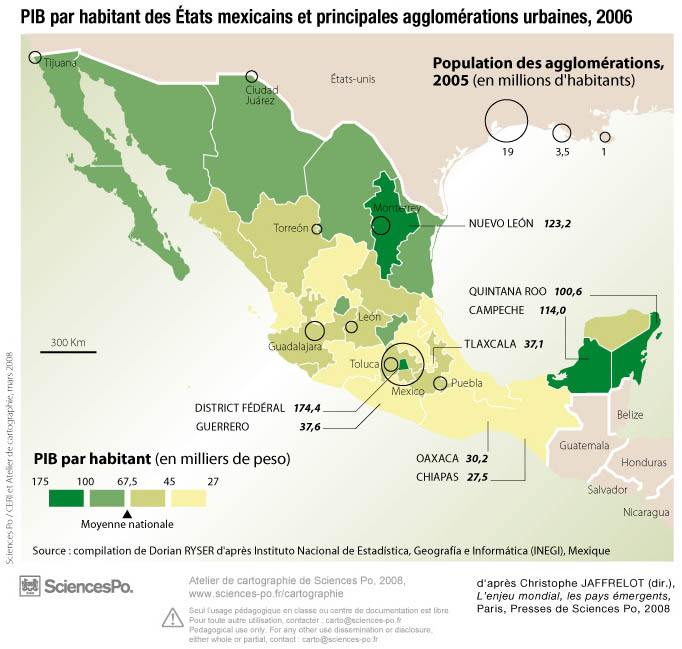 PIB par habitant des États mexicains et principales agglomérations urbaines, 2006
Tijuana
Ciudad
Juárez
États-unis
Population des agglomérations,
2005 (en millions d'habitants)
19
3,5
1
Monterrey
Torreón
NUEVO LEÓN 123,2
QUINTANA ROO 100,6
CAMPECHE 114,0
TLAXCALA 37,1
300 Km
León
Guadalajara
Toluca
Mexico
Puebla
DISTRICT FÉDÉRAL 174,4
GUERRERO 37,6
OAXACA 30,2
CHIAPAS 27,5
Belize
Guatemala
Honduras
Salvador
Nicaragua
PIB par habitant (en milliers de peso)
175 100 67,5 45 27
Moyenne nationale
Sciences Po / CERI et Atelier de cartographie, mars 2008
Source : compilation de Dorian RYSER d'après Instituto Nacional de Estadística, Geografía e Informática (INEGI), Mexique
SciencesPo.
Atelier de cartographie de Sciences Po, 2008,
www.sciences-po.fr/cartographie
Seul l'usage pédagogique en classe ou centre de documentation est libre.
Pour toute autre utilisation, contacter : carto@sciences-po.fr
Pedagogical use only. For any other use dissemination or disclosure,
either whole or partial, contact : carto@sciences-po.fr
d'après Christophe JAFFRELOT (dir.),
L'enjeu mondial, les pays émergents,
Paris, Presses de Sciences Po, 2008